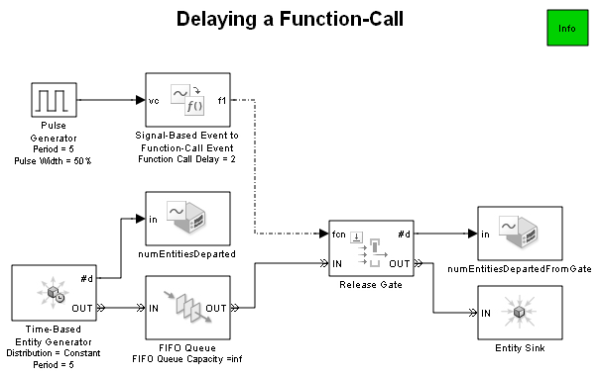 Delaying a Function-Call
Info
vc
f()
f1
Pulse
Generator
Period = 5
Pulse Width = 50%
Signal-Based Event to
Function-Call Event
Function Call Delay = 2
in
numEntitiesDeparted
fcn
#d
IN
OUT
Release Gate
in
numEntitiesDepartedFromGate
#d
OUT
Time-Based
Entity Generator
Distribution = Constant
Period = 5
IN
OUT
FIFO Queue
FIFO Queue Capacity =inf
IN
Entity Sink